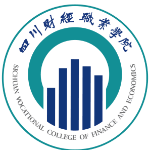 四川财经职业学院
SICHUAN VOCATIONAL COLLEGE OF FINANCE AND ECONOMICS